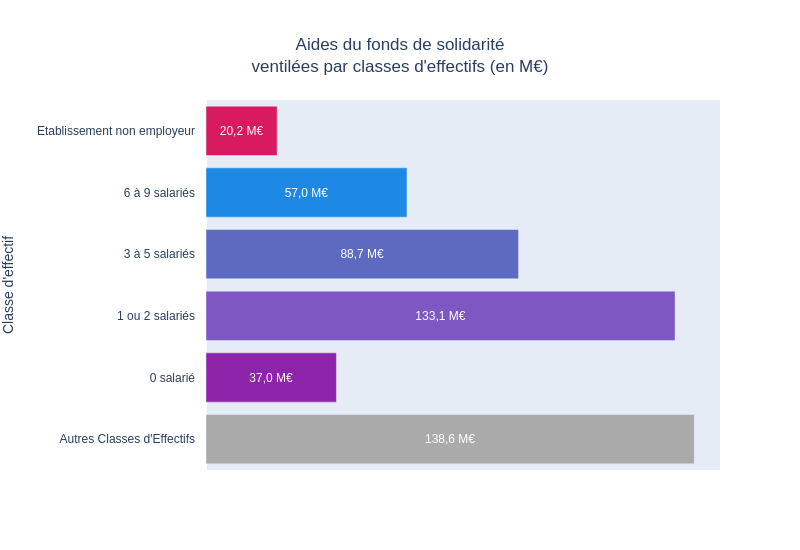 Aides du fonds de solidarité
ventilées par classes d'effectifs (en M€)
Classe d'effectif
Etablissement non employeur
20,2 M€
6 à 9 salariés
57,0 M€
3 à 5 salariés
88,7 M€
1 ou 2 salariés
133,1 M€
0 salarié
37,0 M€
Autres Classes d'Effectifs
138,6 M€